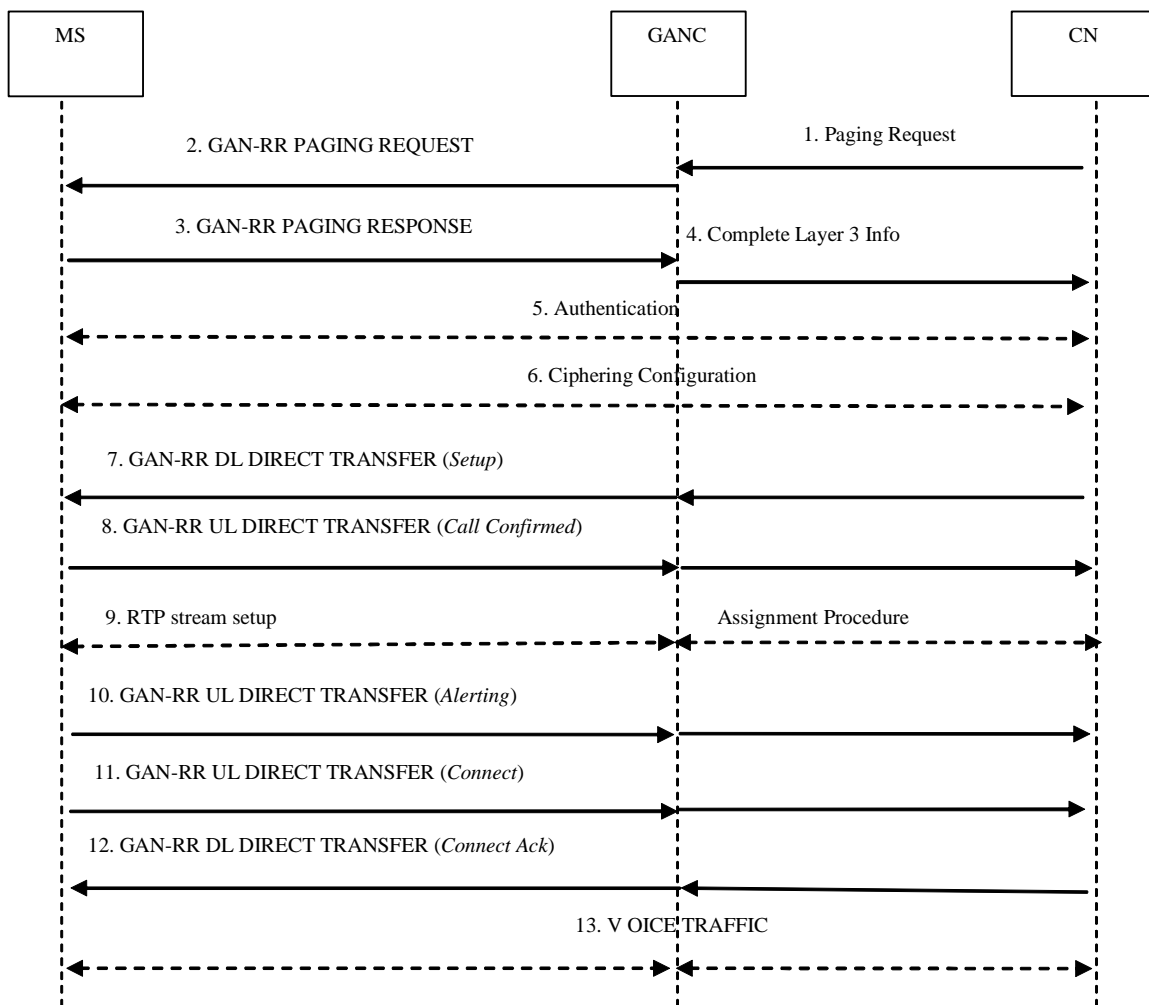 MS
GANC
CN
1. Paging Request
2. GAN-RR PAGING REQUEST
3. GAN-RR PAGING RESPONSE
4. Complete Layer 3 Info
5. Authentication
6. Ciphering Configuration
7. GAN-RR DL DIRECT TRANSFER (Setup)
8. GAN-RR UL DIRECT TRANSFER (Call Confirmed)
9. RTP stream setup
Assignment Procedure
10. GAN-RR UL DIRECT TRANSFER (Alerting)
11. GAN-RR UL DIRECT TRANSFER (Connect)
12. GAN-RR DL DIRECT TRANSFER (Connect Ack)
13. V OICE TRAFFIC